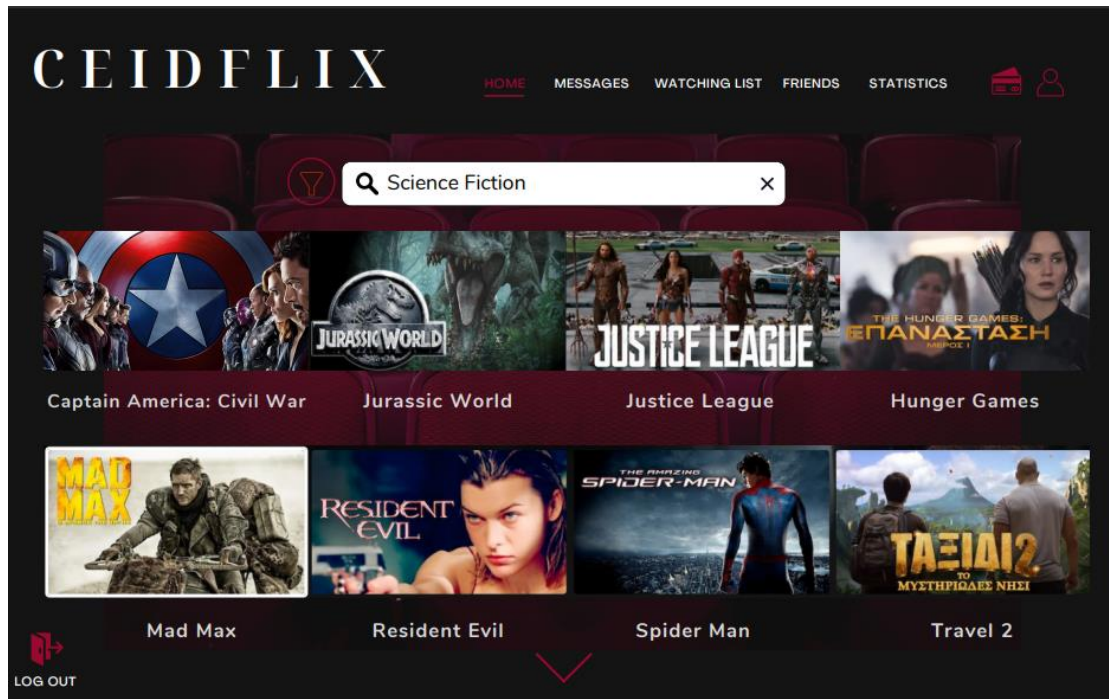 CEIDFLIX
HOME MESSAGES WATCHING LIST FRIENDS STATISTICS
Science Fiction
JURASSIC WORLD
JUSTICE LEAGUE
THE HUNGER GAMES:
ΕΠΑΝΑΣΤΑΣΗ
ΜΕΡΟΣ Ι
Captain America: Civil War Jurassic World Justice League Hunger Games
MAD
MAX
RESIDENT
EVIL
THE AMAZING
SPIDER-MAN
ΤΑΞΙΔΙ2
ΤΟ
ΜΥΣΤΗΡΙΩΔΕΣ ΝΗΣΙ
Mad Max Resident Evil Spider Man Travel 2
LOG OUT